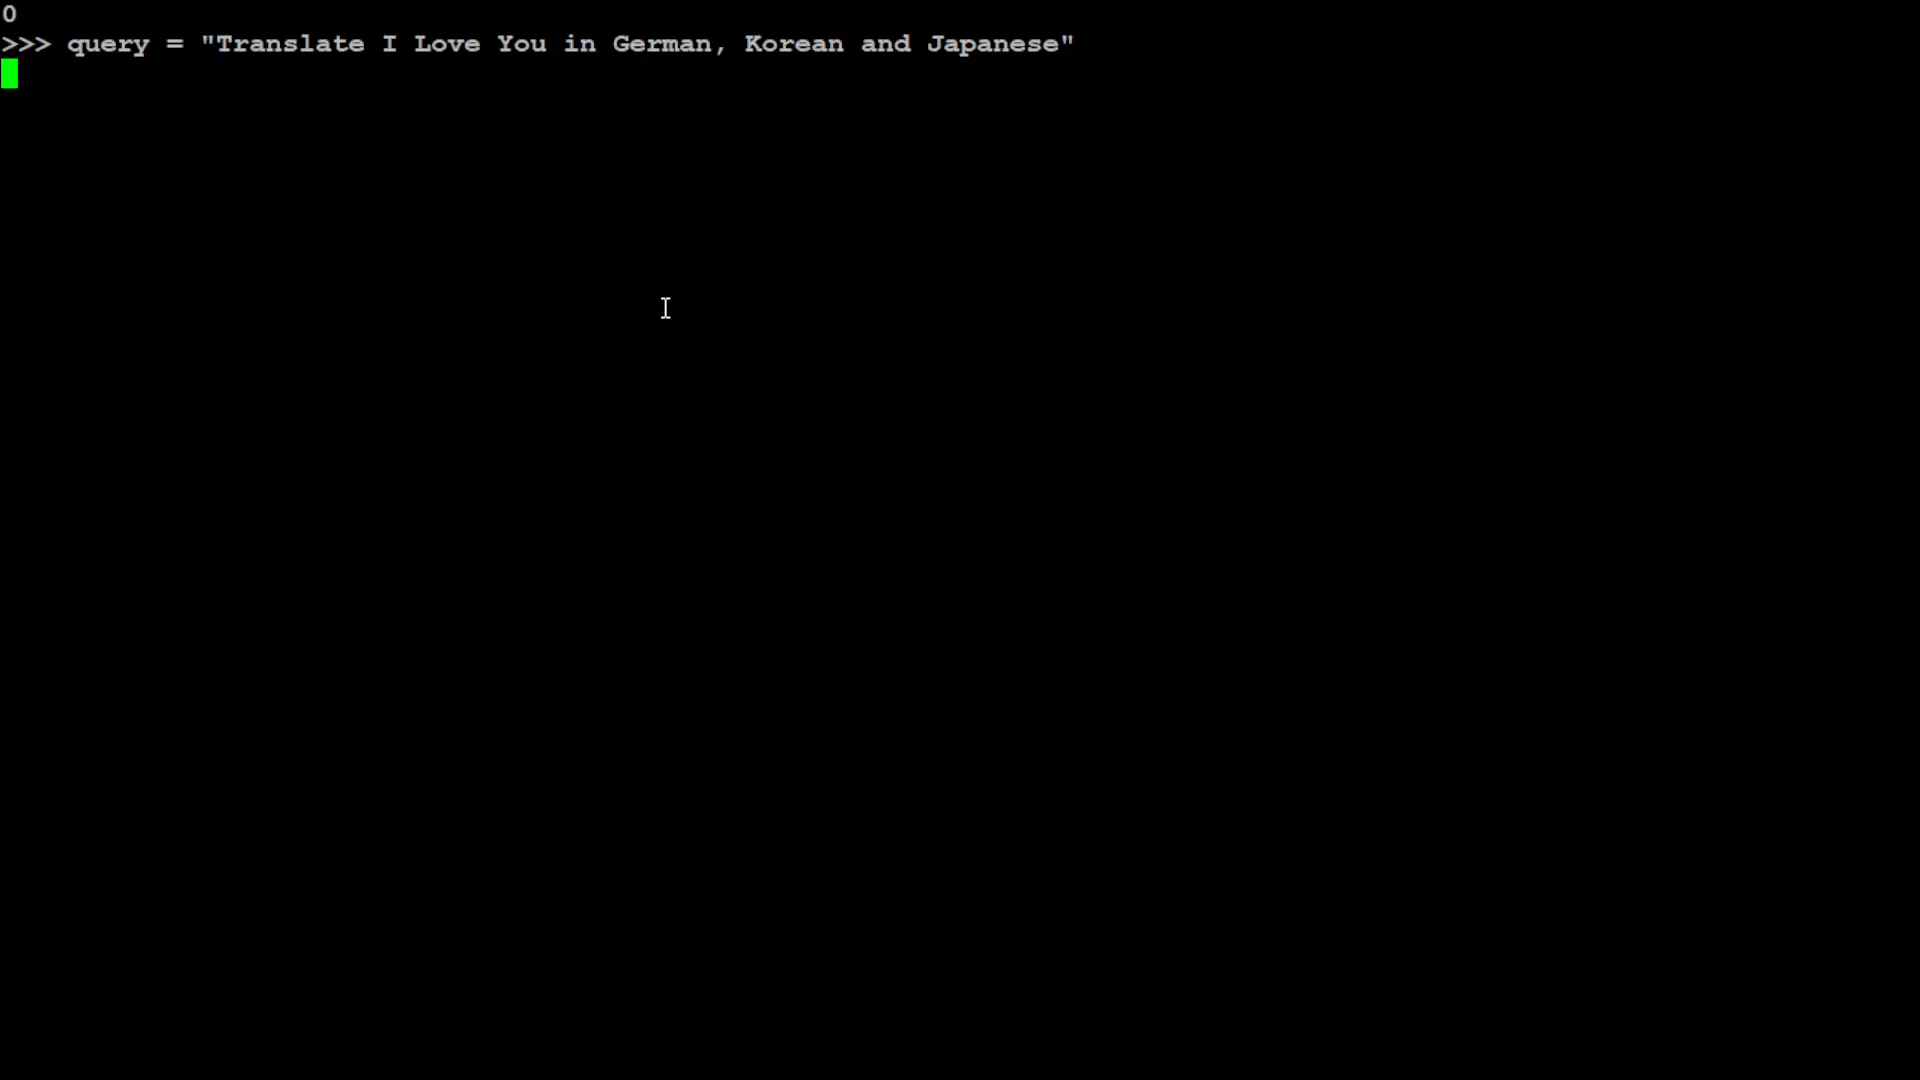 0
>>> query = "Translate I Love You in German, Korean and Japanese"